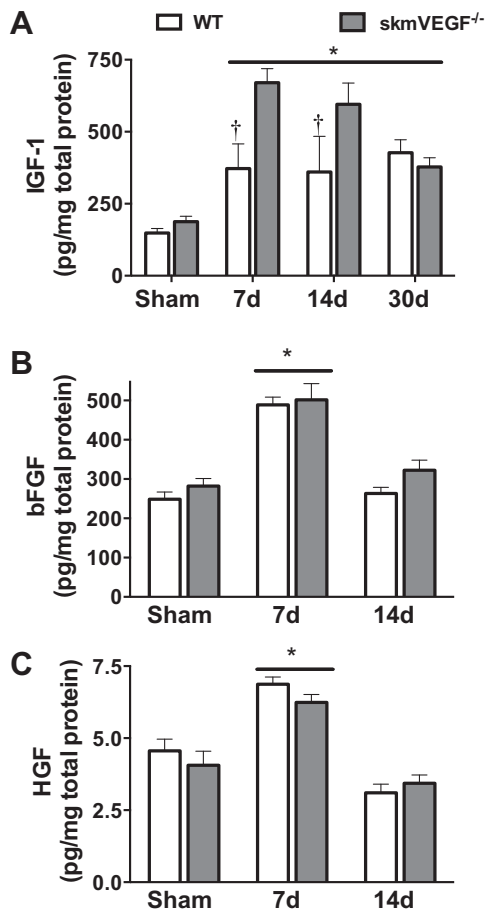 A
WT
skmVEGF-/-
*
750
500
250
0
IGF-1
(pg/mg total protein)
†
†
Sham
7d
14d
30d
B
*
500
400
300
200
100
0
bFGF
(pg/mg total protein)
Sham
7d
14d
C
*
7.5
5.0
2.5
0.0
HGF
(pg/mg total protein)
Sham
7d
14d